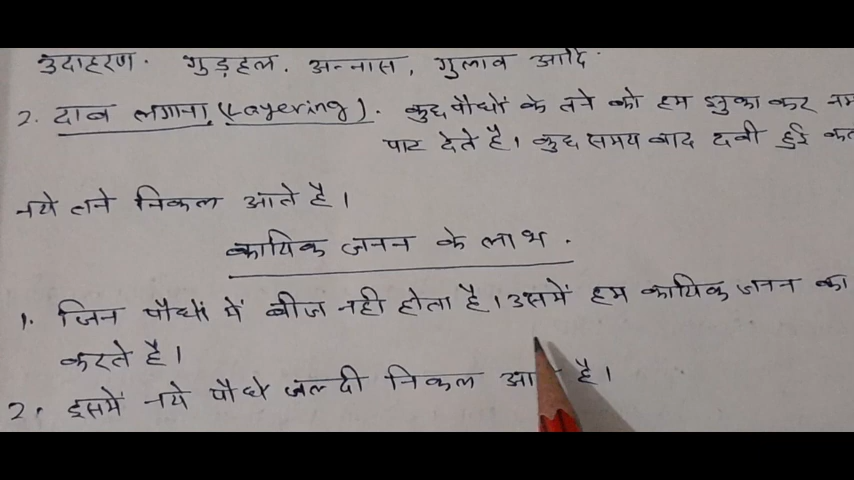 उदाहरण. गुड़हल. अन्नास, गुलाव आदि.
2. दाब लगाना (Layering). कुछ पौधों के तने को हम झुका कर
देते है। कुछ समय बाद दबी हुई
नये तने निकल आते है।
कायिक जनन के लाभ.
1. जिन पौधों में बीज नही होता है। उसमें हम कायिक जनन का
करते है।
2. इसमें नये पौधे जल्दी निकल है।